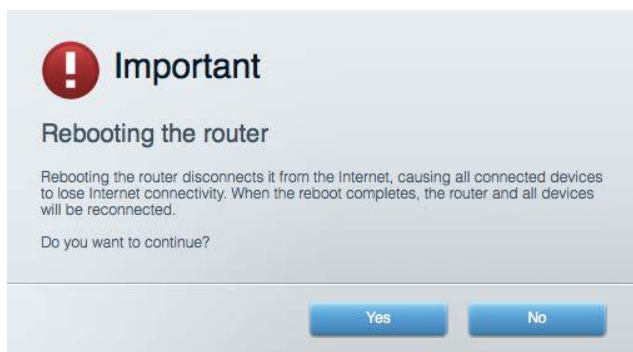 Important
Rebooting the router
Rebooting the router disconnects it from the Internet, causing all connected devices
to lose Internet connectivity. When the reboot completes, the router and all devices
will be reconnected.
Do you want to continue?
Yes No